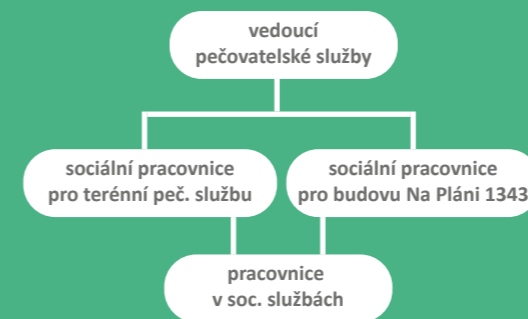 vedoucí
pečovatelské služby
sociální pracovnice
pro terénní peč. službu
sociální pracovnice
pro budovu Na Pláni 1343
pracovnice
v soc. službách